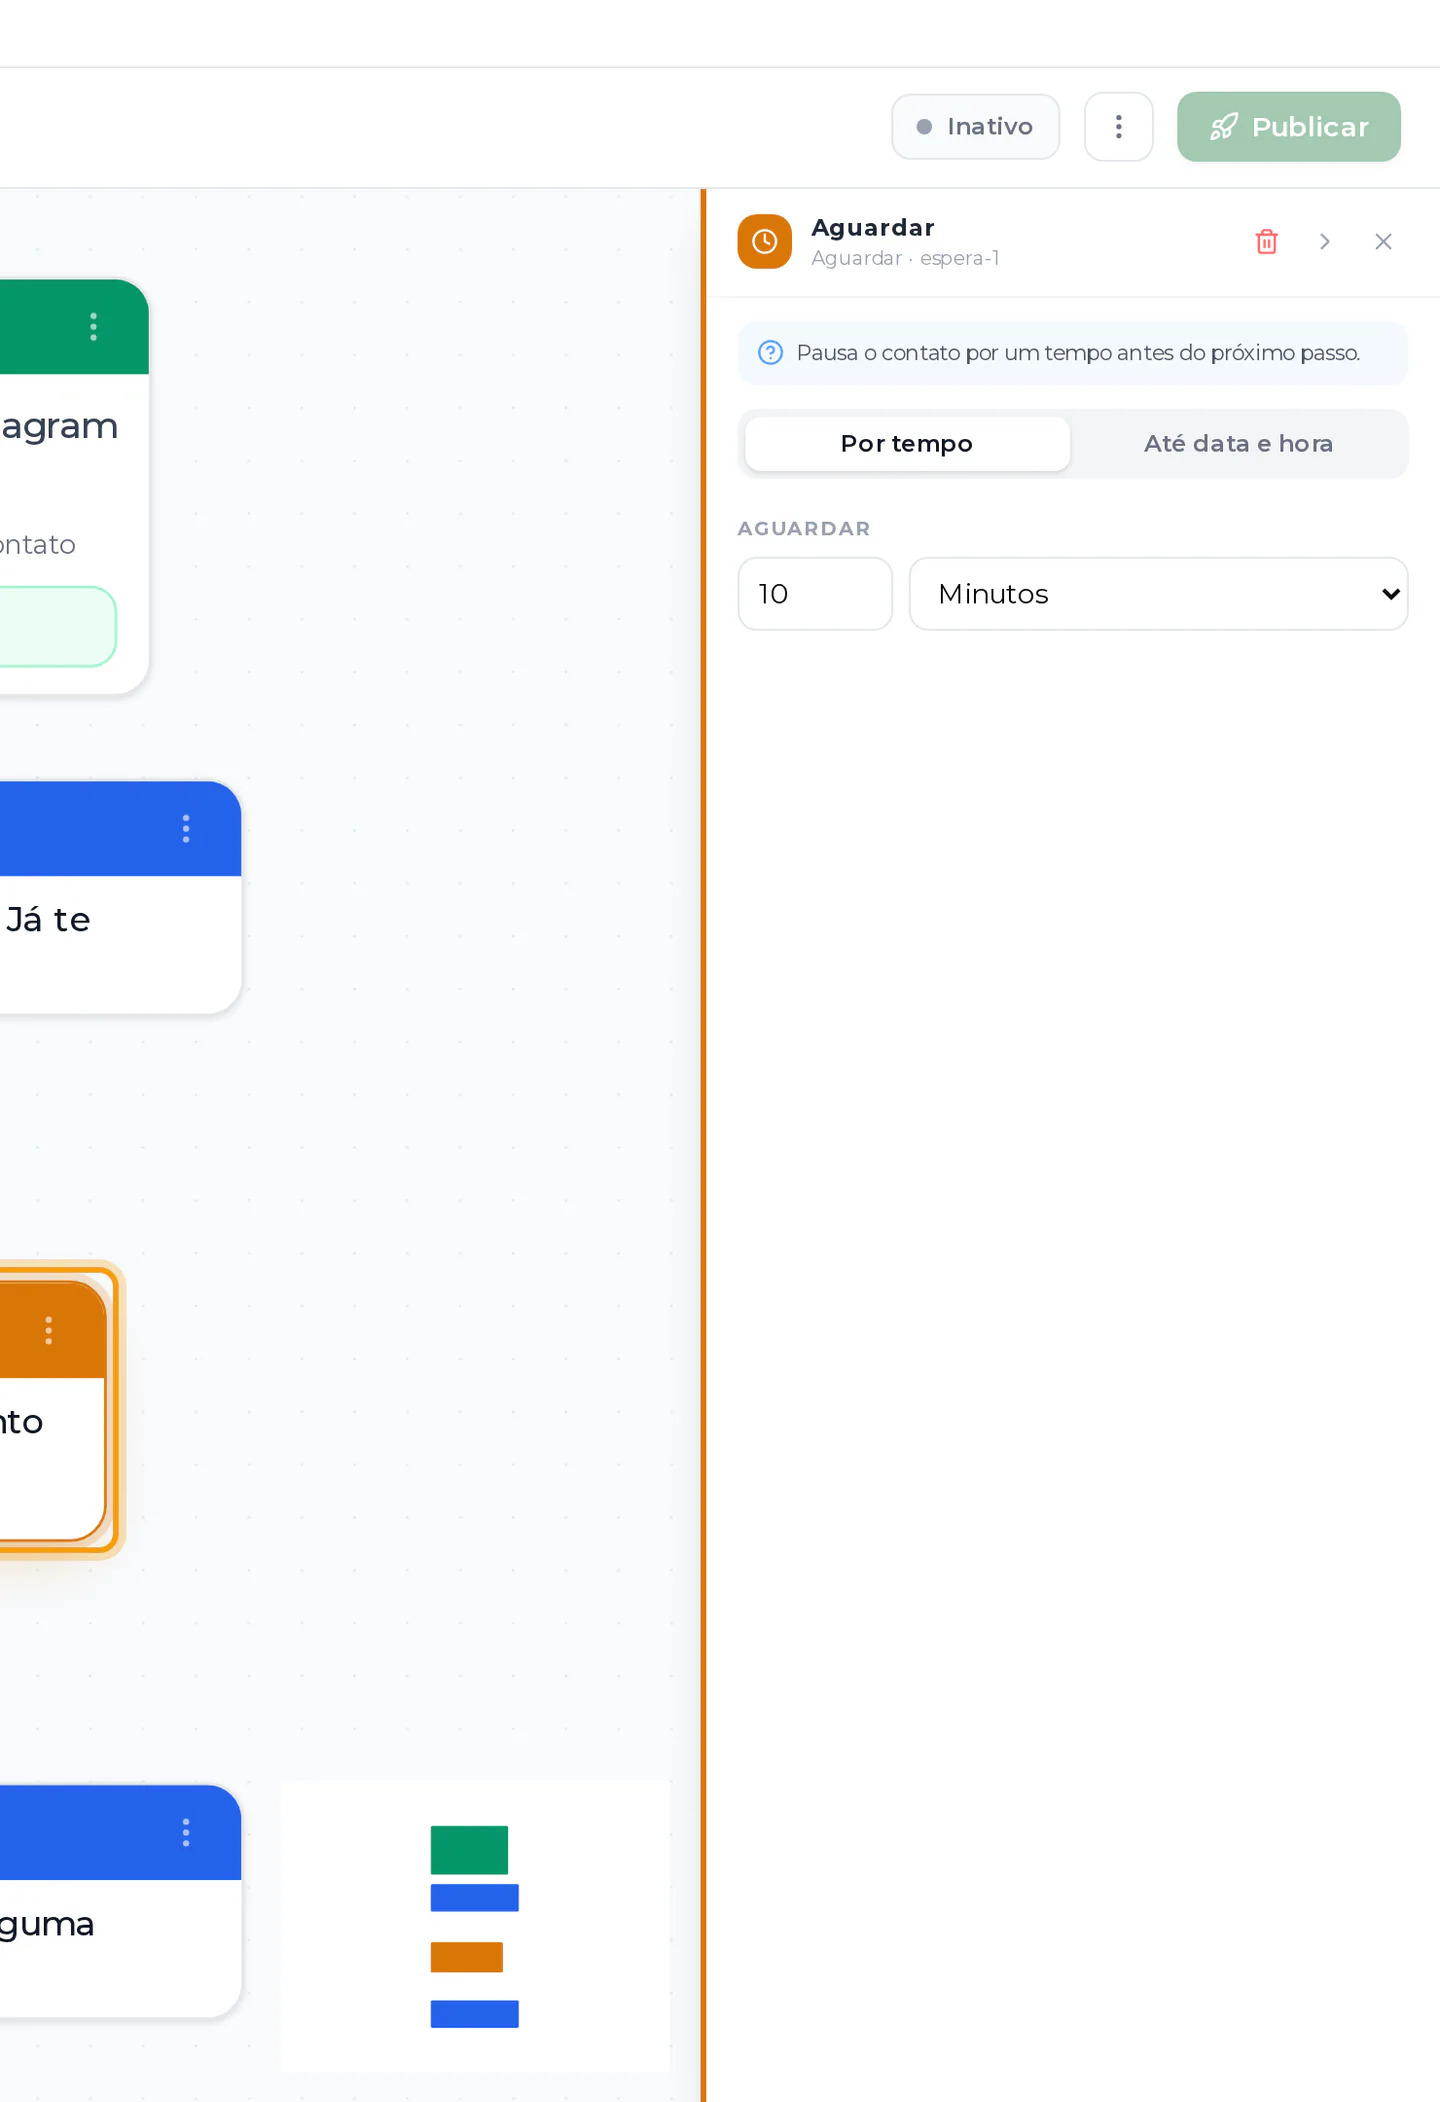 Inativo
Publicar
Aguardar
Aguardar · espera-1
Pausa o contato por um tempo antes do próximo passo.
Por tempo
Até data e hora
AGUARDAR
10
Minutos
agram
ontato
Já te
nto
guma